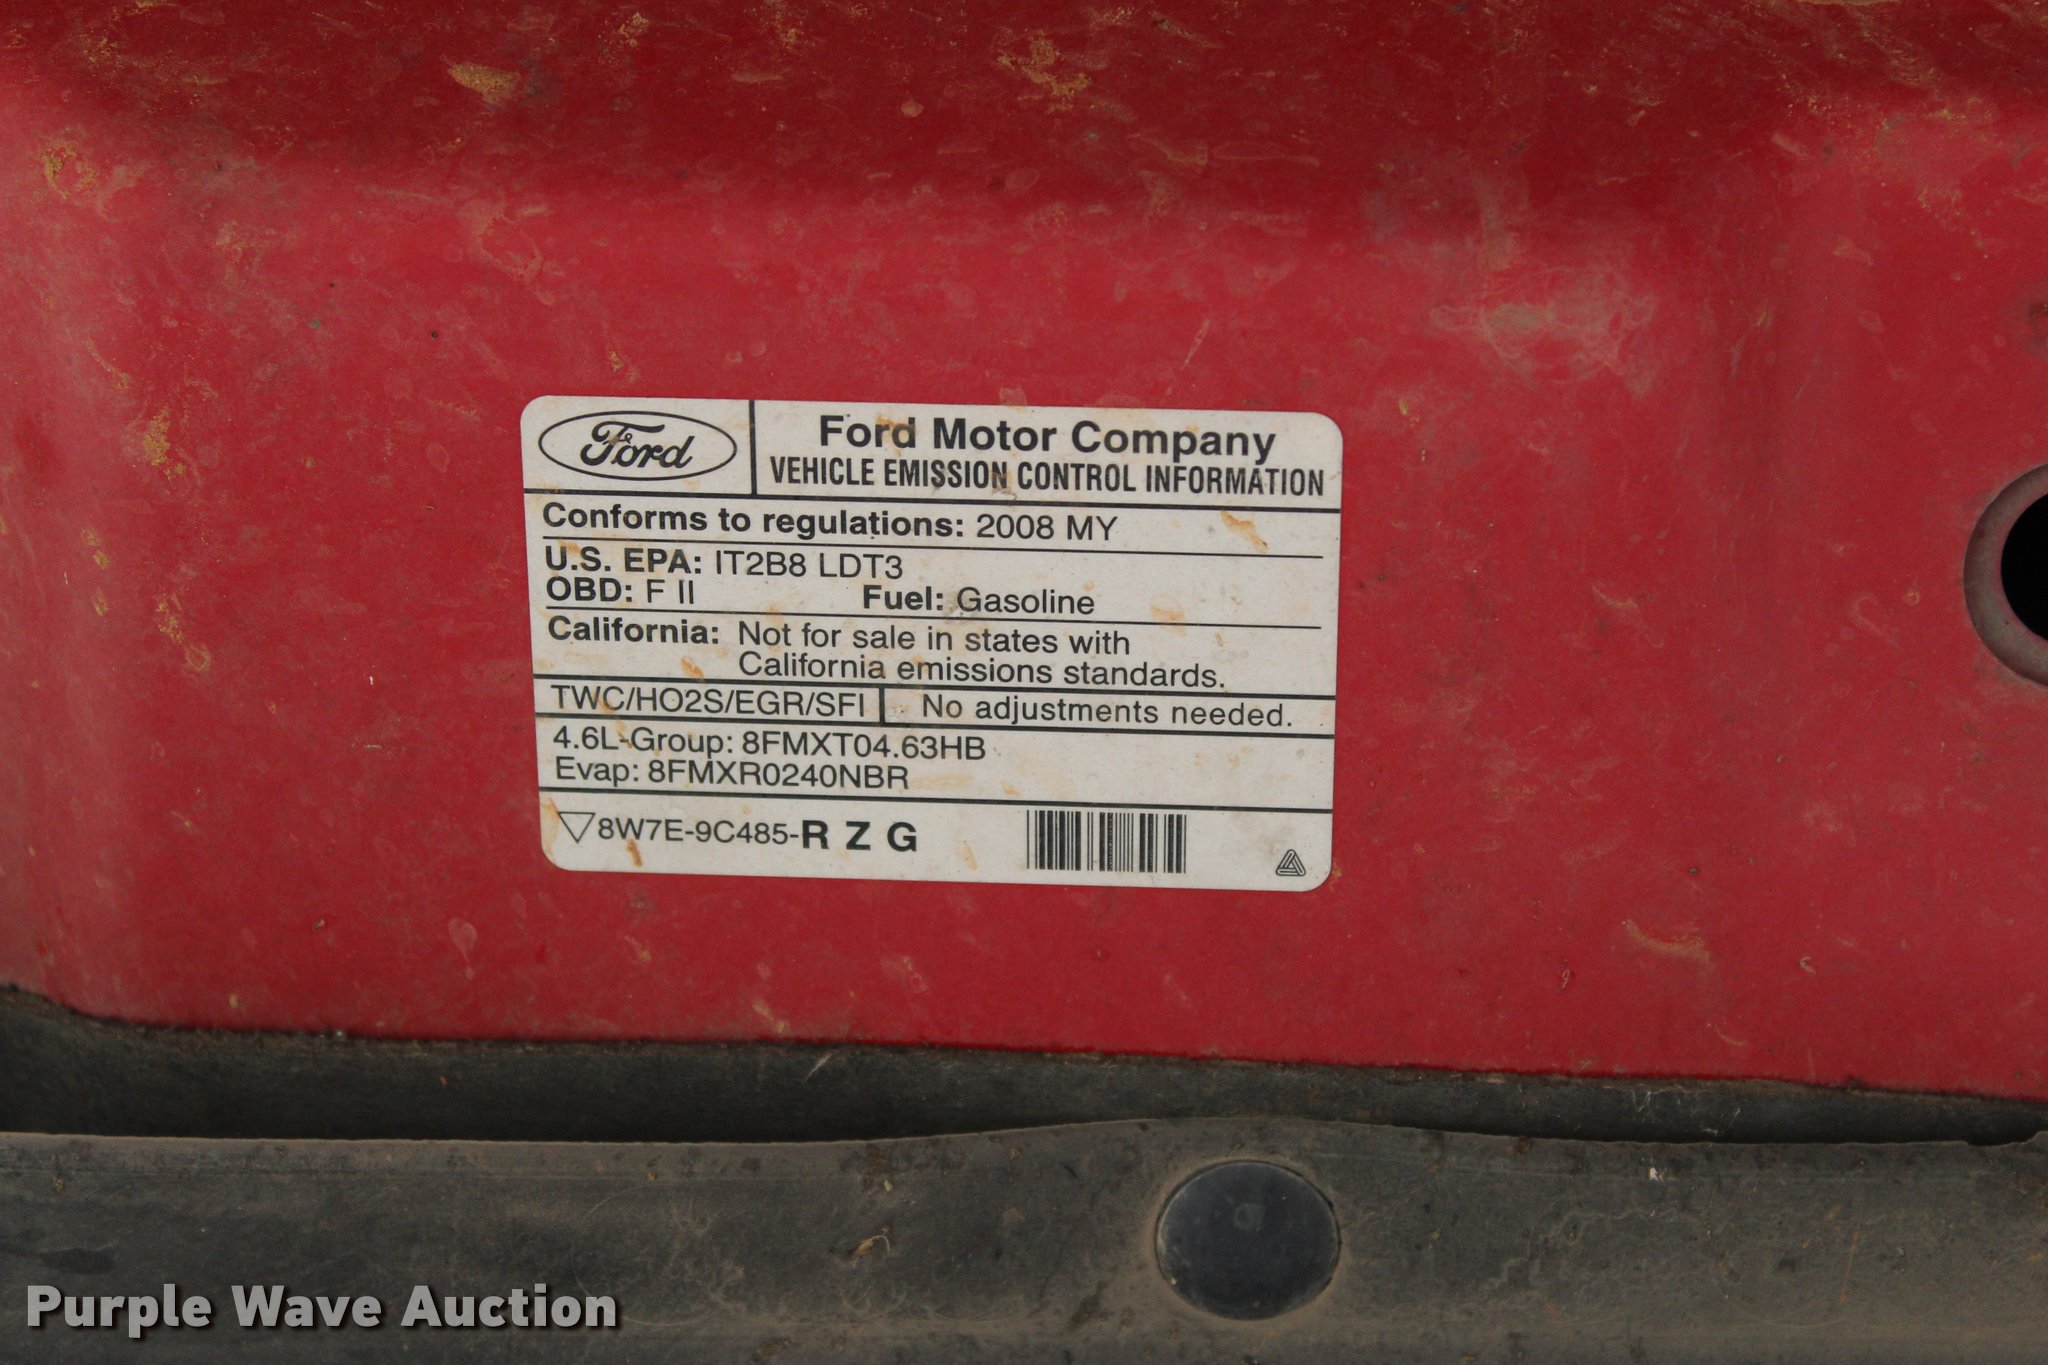 Ford
Ford Motor Company
VEHICLE EMISSION CONTROL INFORMATION
Conforms to regulations: 2008 MY
U.S. EPA: IT2B8 LDT3
OBD: F II Fuel: Gasoline
California: Not for sale in states with
California emissions standards.
TWC/HO2S/EGR/SFI No adjustments needed.
4.6L-Group: 8FMXT04.63HB
Evap: 8FMXR0240NBR
8W7E-9C485-R Z G
Purple Wave Auction